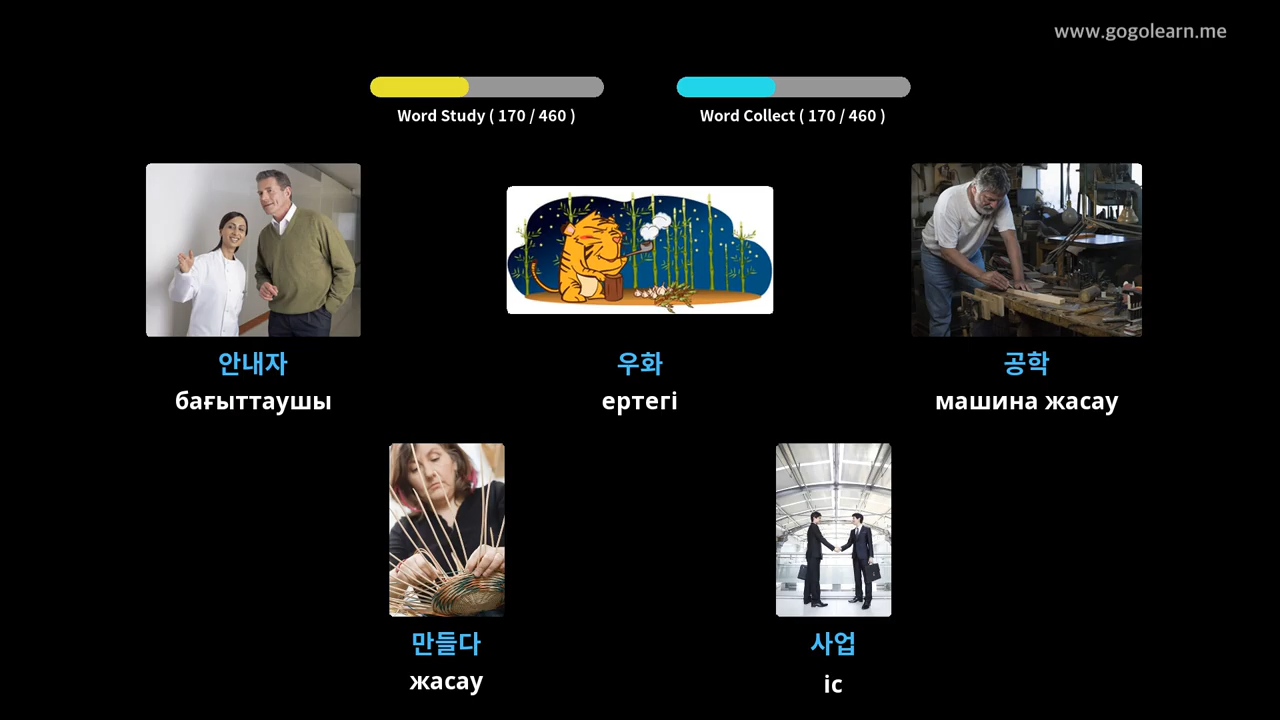 www.gogolearn.me
Word Study ( 170 / 460 )
Word Collect ( 170 / 460 )
안내자
우화
공학
бағыттаушы
ертегі
машина жасау
만들다
사업
жасау
іс